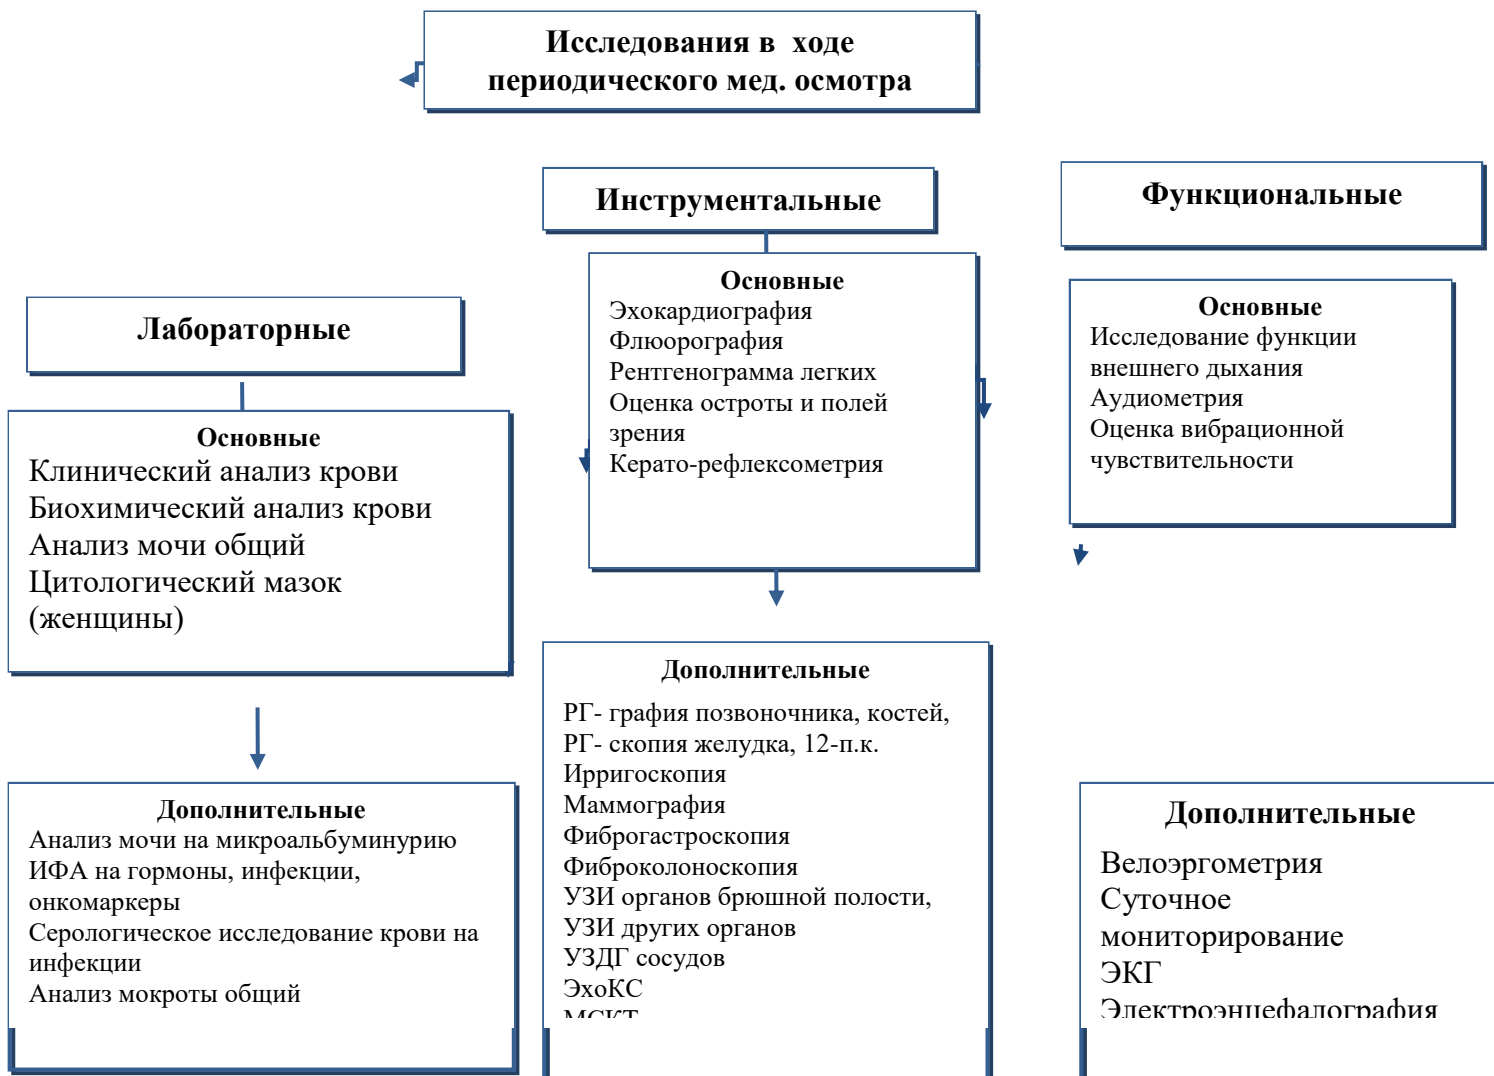 Исследования в ходе
периодического мед. осмотра
Лабораторные
Основные
Клинический анализ крови
Биохимический анализ крови
Анализ мочи общий
Цитологический мазок
(женщины)
Дополнительные
Анализ мочи на микроальбуминурию
ИФА на гормоны, инфекции,
онкомаркеры
Серологическое исследование крови на
инфекции
Анализ мокроты общий
Инструментальные
Основные
Эхокардиография
Флюорография
Рентгенограмма легких
Оценка остроты и полей
зрения
Керато-рефлексометрия
Дополнительные
РГ- графия позвоночника, костей,
РГ- скопия желудка, 12-п.к.
Ирригоскопия
Маммография
Фиброгастроскопия
Фиброколоноскопия
УЗИ органов брюшной полости,
УЗИ других органов
УЗДГ сосудов
ЭхоКС
МСКТ
Функциональные
Основные
Исследование функции
внешнего дыхания
Аудиометрия
Оценка вибрационной
чувствительности
Дополнительные
Велоэргометрия
Суточное
мониторирование
ЭКГ
Электроэнцефалография